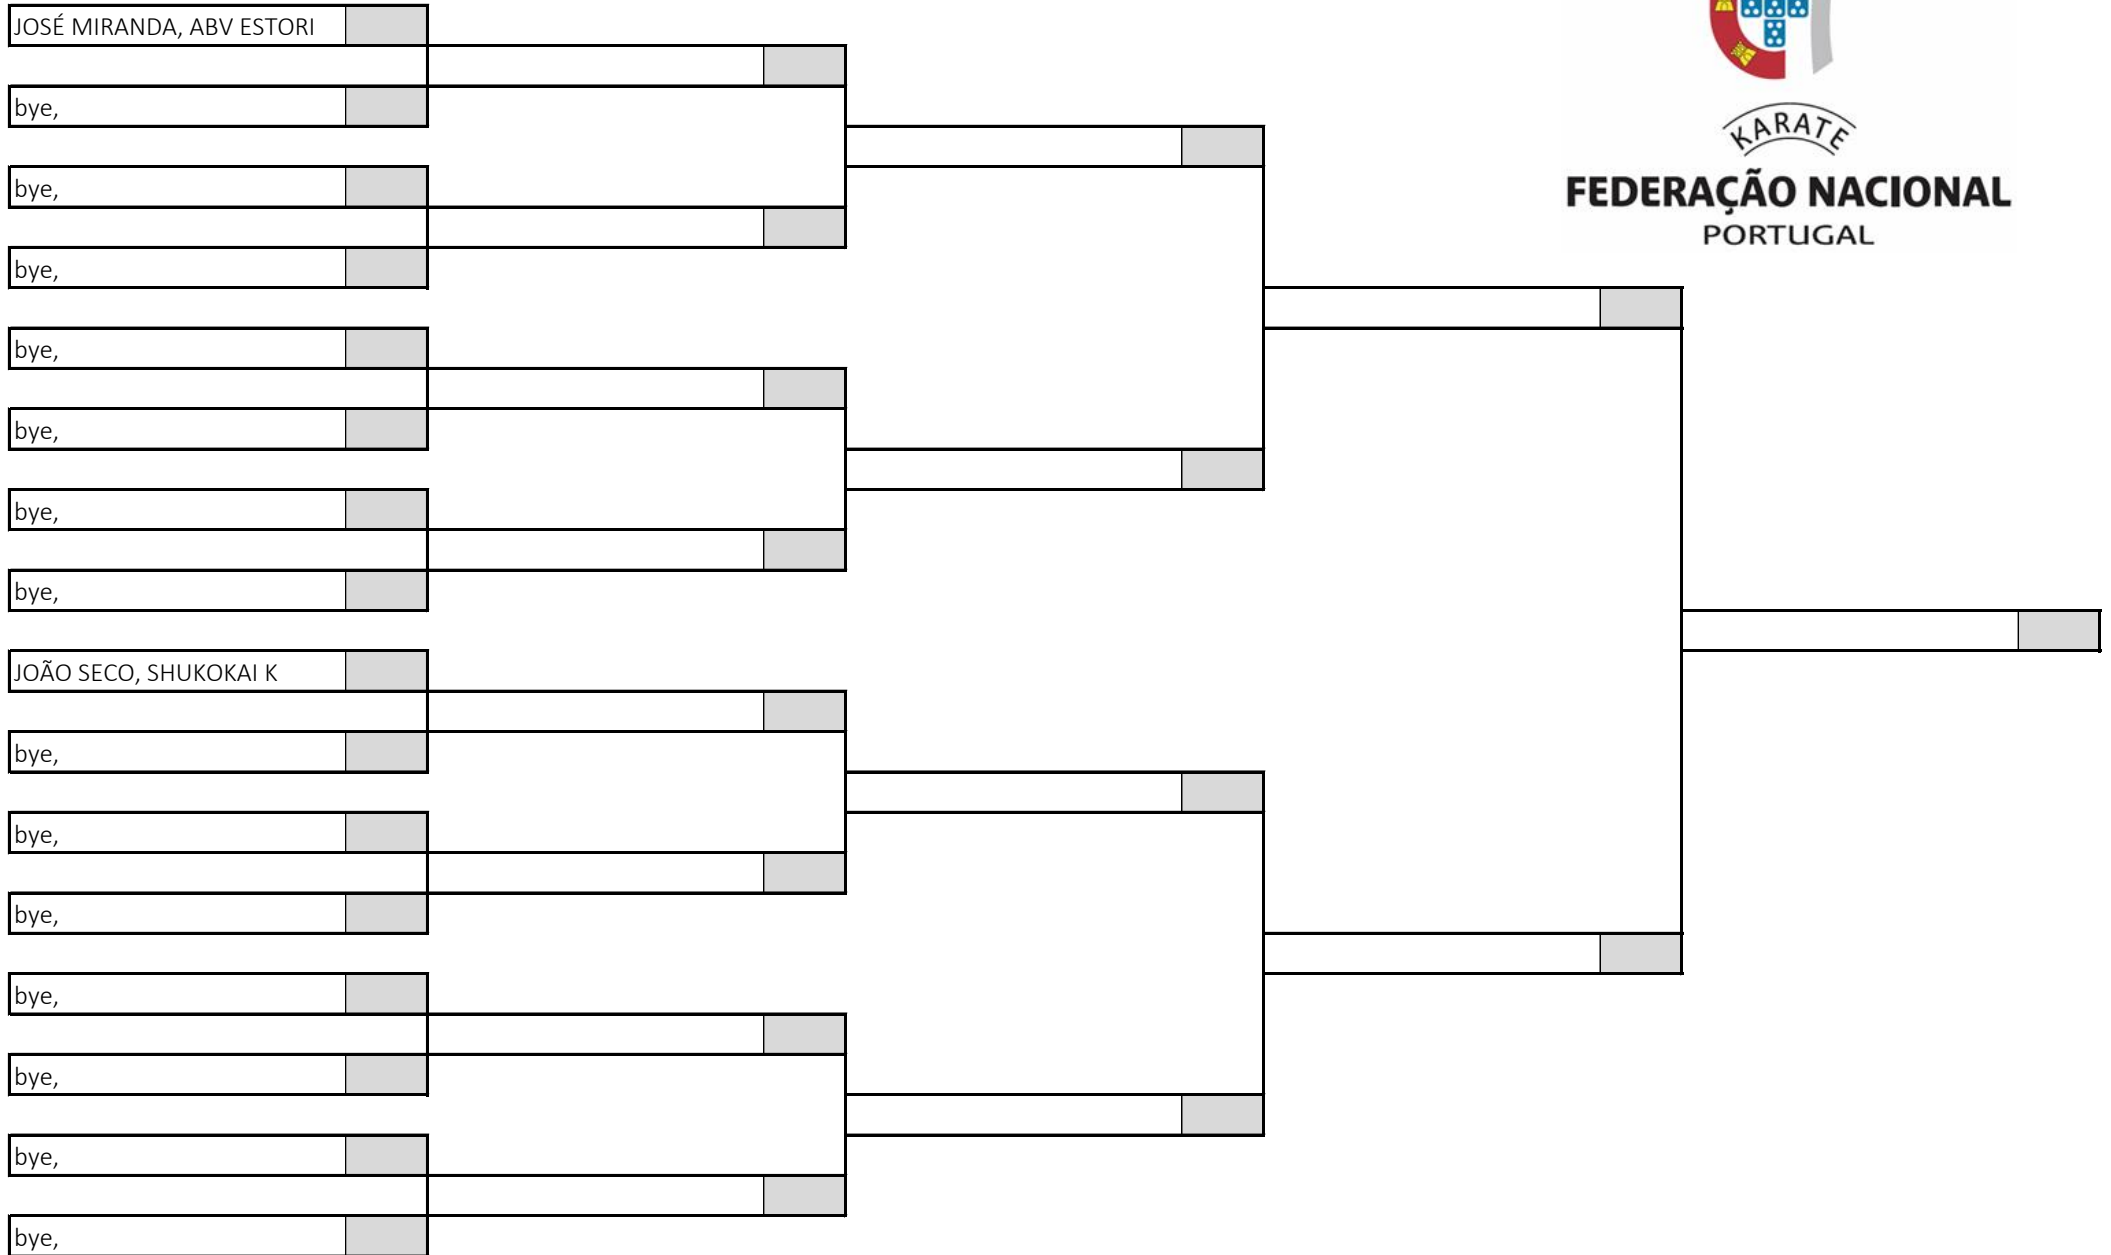 JOSÉ MIRANDA, ABV ESTORI
bye,
bye,
bye,
bye,
bye,
bye,
bye,
JOÃO SECO, SHUKOKAI K
bye,
bye,
bye,
bye,
bye,
bye,
bye,
KARATE
FEDERAÇÃO NACIONAL
PORTUGAL